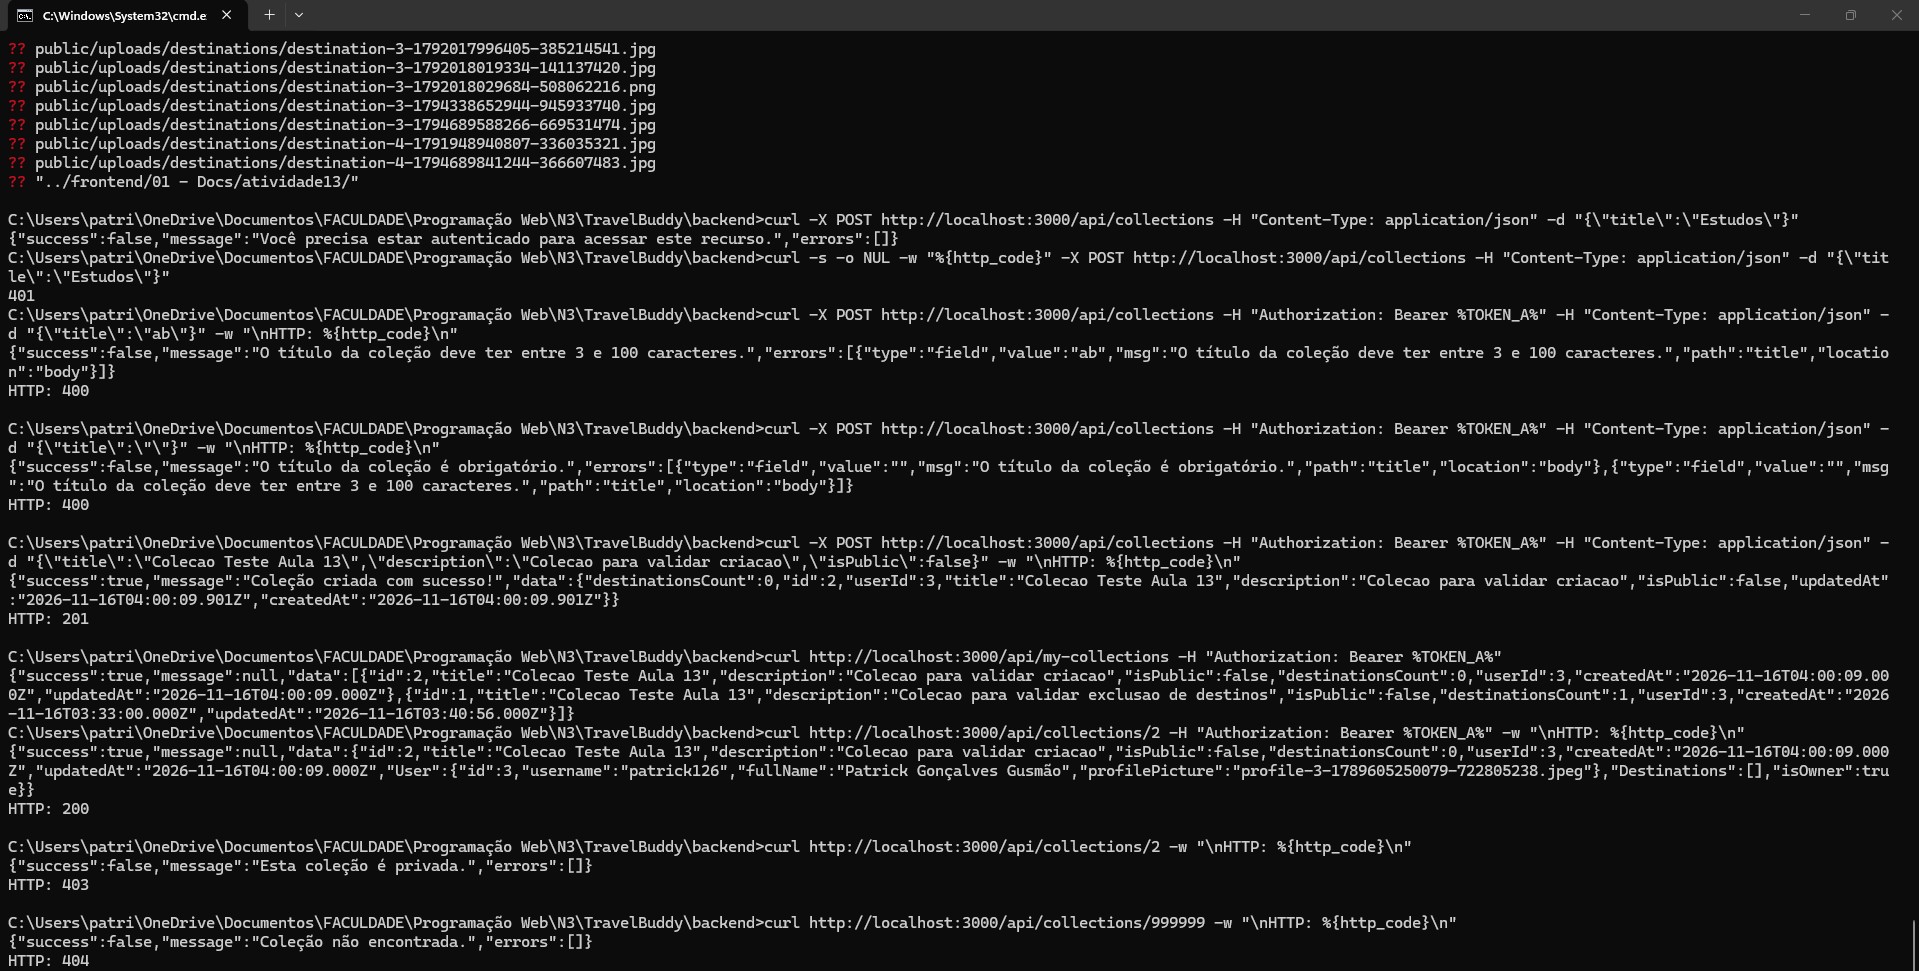 C:\Windows\System32\cmd.e
?? public/uploads/destinations/destination-3-1792017996405-385214541.jpg
?? public/uploads/destinations/destination-3-1792018019334-141137420.jpg
?? public/uploads/destinations/destination-3-1792018029684-508062216.png
?? public/uploads/destinations/destination-3-1794338652944-945933740.jpg
?? public/uploads/destinations/destination-3-1794689588266-669531474.jpg
?? public/uploads/destinations/destination-4-1791948940807-336035321.jpg
?? public/uploads/destinations/destination-4-1794689841244-366607483.jpg
?? "../frontend/01 - Docs/atividade13/"
C:\Users\patri\OneDrive\Documentos\FACULDADE\Programação Web\N3\TravelBuddy\backend>curl -X POST http://localhost:3000/api/collections -H "Content-Type: application/json" -d "{\"title\":\"Estudos\"}"
{"success":false,"message":"Você precisa estar autenticado para acessar este recurso.","errors":[]}
C:\Users\patri\OneDrive\Documentos\FACULDADE\Programação Web\N3\TravelBuddy\backend>curl -s -o NUL -w "%{http_code}" -X POST http://localhost:3000/api/collections -H "Content-Type: application/json" -d "{\"tit
le\":\"Estudos\"}"
401
C:\Users\patri\OneDrive\Documentos\FACULDADE\Programação Web\N3\TravelBuddy\backend>curl -X POST http://localhost:3000/api/collections -H "Authorization: Bearer %TOKEN_A%" -H "Content-Type: application/json" -
d "{\"title\":\"ab\"}" -w "\nHTTP: %{http_code}\n"
{"success":false,"message":"O título da coleção deve ter entre 3 e 100 caracteres.","errors":[{"type":"field","value":"ab","msg":"O título da coleção deve ter entre 3 e 100 caracteres.","path":"title","locatio
n":"body"}]}
HTTP: 400
C:\Users\patri\OneDrive\Documentos\FACULDADE\Programação Web\N3\TravelBuddy\backend>curl -X POST http://localhost:3000/api/collections -H "Authorization: Bearer %TOKEN_A%" -H "Content-Type: application/json" -
d "{\"title\":\"\"}" -w "\nHTTP: %{http_code}\n"
{"success":false,"message":"O título da coleção é obrigatório.","errors":[{"type":"field","value":"","msg":"O título da coleção é obrigatório.","path":"title","location":"body"},{"type":"field","value":"","msg
":"O título da coleção deve ter entre 3 e 100 caracteres.","path":"title","location":"body"}]}
HTTP: 400
C:\Users\patri\OneDrive\Documentos\FACULDADE\Programação Web\N3\TravelBuddy\backend>curl -X POST http://localhost:3000/api/collections -H "Authorization: Bearer %TOKEN_A%" -H "Content-Type: application/json" -
d "{\"title\":\"Colecao Teste Aula 13\",\"description\":\"Colecao para validar criacao\",\"isPublic\":false}" -w "\nHTTP: %{http_code}\n"
{"success":true,"message":"Coleção criada com sucesso!","data":{"destinationsCount":0,"id":2,"userId":3,"title":"Colecao Teste Aula 13","description":"Colecao para validar criacao","isPublic":false,"updatedAt"
:"2026-11-16T04:00:09.901Z","createdAt":"2026-11-16T04:00:09.901Z"}}
HTTP: 201
C:\Users\patri\OneDrive\Documentos\FACULDADE\Programação Web\N3\TravelBuddy\backend>curl http://localhost:3000/api/my-collections -H "Authorization: Bearer %TOKEN_A%"
{"success":true,"message":null,"data":[{"id":2,"title":"Colecao Teste Aula 13","description":"Colecao para validar criacao","isPublic":false,"destinationsCount":0,"userId":3,"createdAt":"2026-11-16T04:00:09.00
0Z","updatedAt":"2026-11-16T04:00:09.000Z"},{"id":1,"title":"Colecao Teste Aula 13","description":"Colecao para validar exclusao de destinos","isPublic":false,"destinationsCount":1,"userId":3,"createdAt":"2026
-11-16T03:33:00.000Z","updatedAt":"2026-11-16T03:40:56.000Z"}]}
C:\Users\patri\OneDrive\Documentos\FACULDADE\Programação Web\N3\TravelBuddy\backend>curl http://localhost:3000/api/collections/2 -H "Authorization: Bearer %TOKEN_A%" -w "\nHTTP: %{http_code}\n"
{"success":true,"message":null,"data":{"id":2,"title":"Colecao Teste Aula 13","description":"Colecao para validar criacao","isPublic":false,"destinationsCount":0,"userId":3,"createdAt":"2026-11-16T04:00:09.000
Z","updatedAt":"2026-11-16T04:00:09.000Z","User":{"id":3,"username":"patrick126","fullName":"Patrick Gonçalves Gusmão","profilePicture":"profile-3-1789605250079-722805238.jpeg"},"Destinations":[],"isOwner":tru
e}}
HTTP: 200
C:\Users\patri\OneDrive\Documentos\FACULDADE\Programação Web\N3\TravelBuddy\backend>curl http://localhost:3000/api/collections/2 -w "\nHTTP: %{http_code}\n"
{"success":false,"message":"Esta coleção é privada.","errors":[]}
HTTP: 403
C:\Users\patri\OneDrive\Documentos\FACULDADE\Programação Web\N3\TravelBuddy\backend>curl http://localhost:3000/api/collections/999999 -w "\nHTTP: %{http_code}\n"
{"success":false,"message":"Coleção não encontrada.","errors":[]}
HTTP: 404